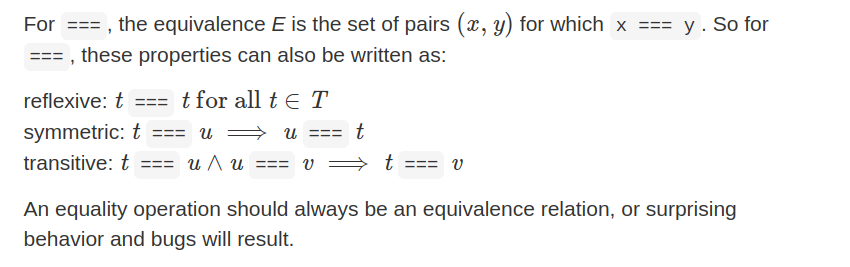 For === , the equivalence E is the set of pairs (x, y) for which x === y . So for
=== , these properties can also be written as:
reflexive: t === t for all t ∈ T
symmetric: t === u ⟹ u === t
transitive: t === u ∧ u === v ⟹ t === v
An equality operation should always be an equivalence relation, or surprising
behavior and bugs will result.